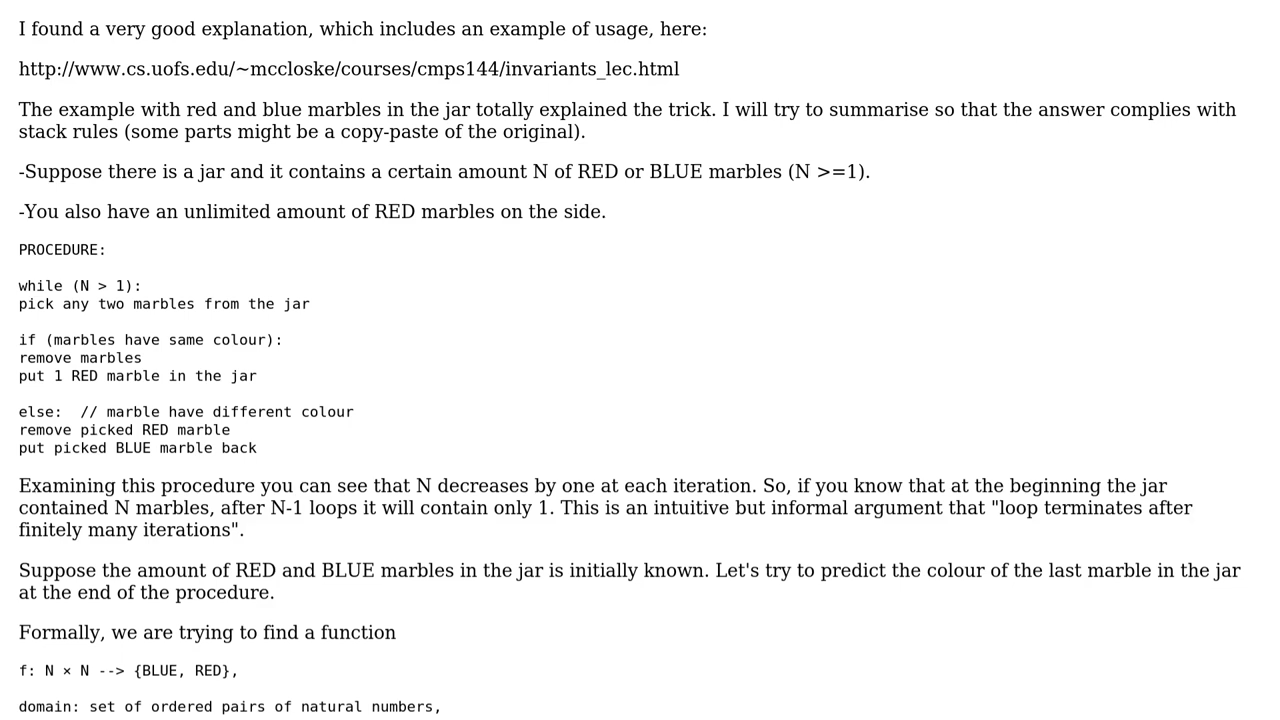 I found a very good explanation, which includes an example of usage, here:
http://www.cs.uofs.edu/~mccloske/courses/cmps144/invariants_lec.html
The example with red and blue marbles in the jar totally explained the trick. I will try to summarise so that the answer complies with
stack rules (some parts might be a copy-paste of the original).
-Suppose there is a jar and it contains a certain amount N of RED or BLUE marbles (N >=1).
-You also have an unlimited amount of RED marbles on the side.
PROCEDURE:
while (N > 1):
pick any two marbles from the jar
if (marbles have same colour):
remove marbles
put 1 RED marble in the jar
else:  // marble have different colour
remove picked RED marble
put picked BLUE marble back
Examining this procedure you can see that N decreases by one at each iteration. So, if you know that at the beginning the jar
contained N marbles, after N-1 loops it will contain only 1. This is an intuitive but informal argument that "loop terminates after
finitely many iterations".
Suppose the amount of RED and BLUE marbles in the jar is initially known. Let's try to predict the colour of the last marble in the jar
at the end of the procedure.
Formally, we are trying to find a function
f: N × N --> {BLUE, RED},
domain: set of ordered pairs of natural numbers,